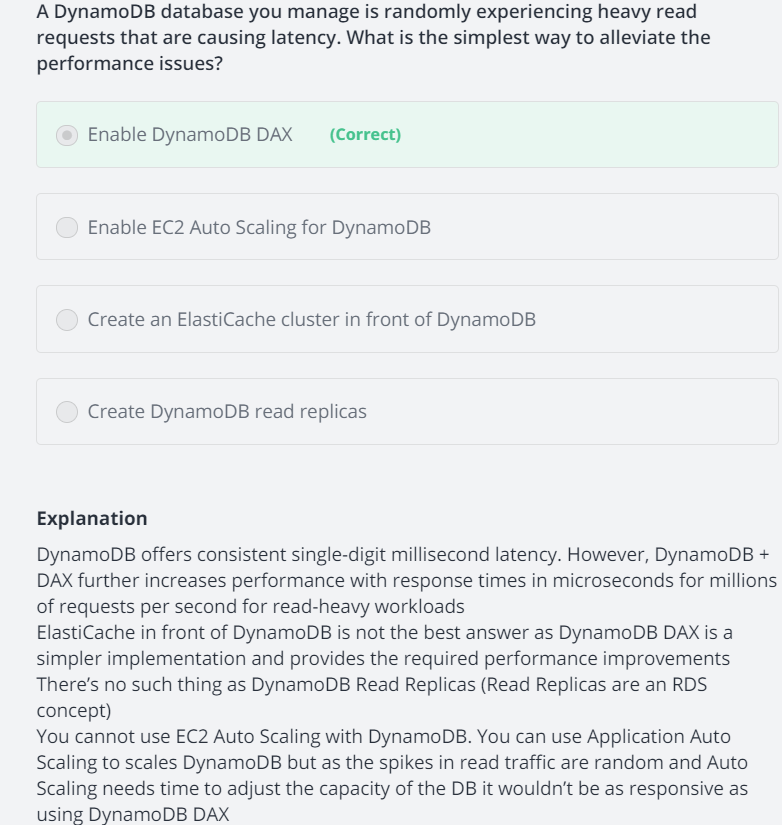 A DynamoDB database you manage is randomly experiencing heavy read
requests that are causing latency. What is the simplest way to alleviate the
performance issues?
Enable DynamoDB DAX (Correct)
Enable EC2 Auto Scaling for DynamoDB
Create an ElastiCache cluster in front of DynamoDB
Create DynamoDB read replicas
Explanation
DynamoDB offers consistent single-digit millisecond latency. However, DynamoDB +
DAX further increases performance with response times in microseconds for millions
of requests per second for read-heavy workloads
ElastiCache in front of DynamoDB is not the best answer as DynamoDB DAX is a
simpler implementation and provides the required performance improvements
There’s no such thing as DynamoDB Read Replicas (Read Replicas are an RDS
concept)
You cannot use EC2 Auto Scaling with DynamoDB. You can use Application Auto
Scaling to scales DynamoDB but as the spikes in read traffic are random and Auto
Scaling needs time to adjust the capacity of the DB it wouldn’t be as responsive as
using DynamoDB DAX